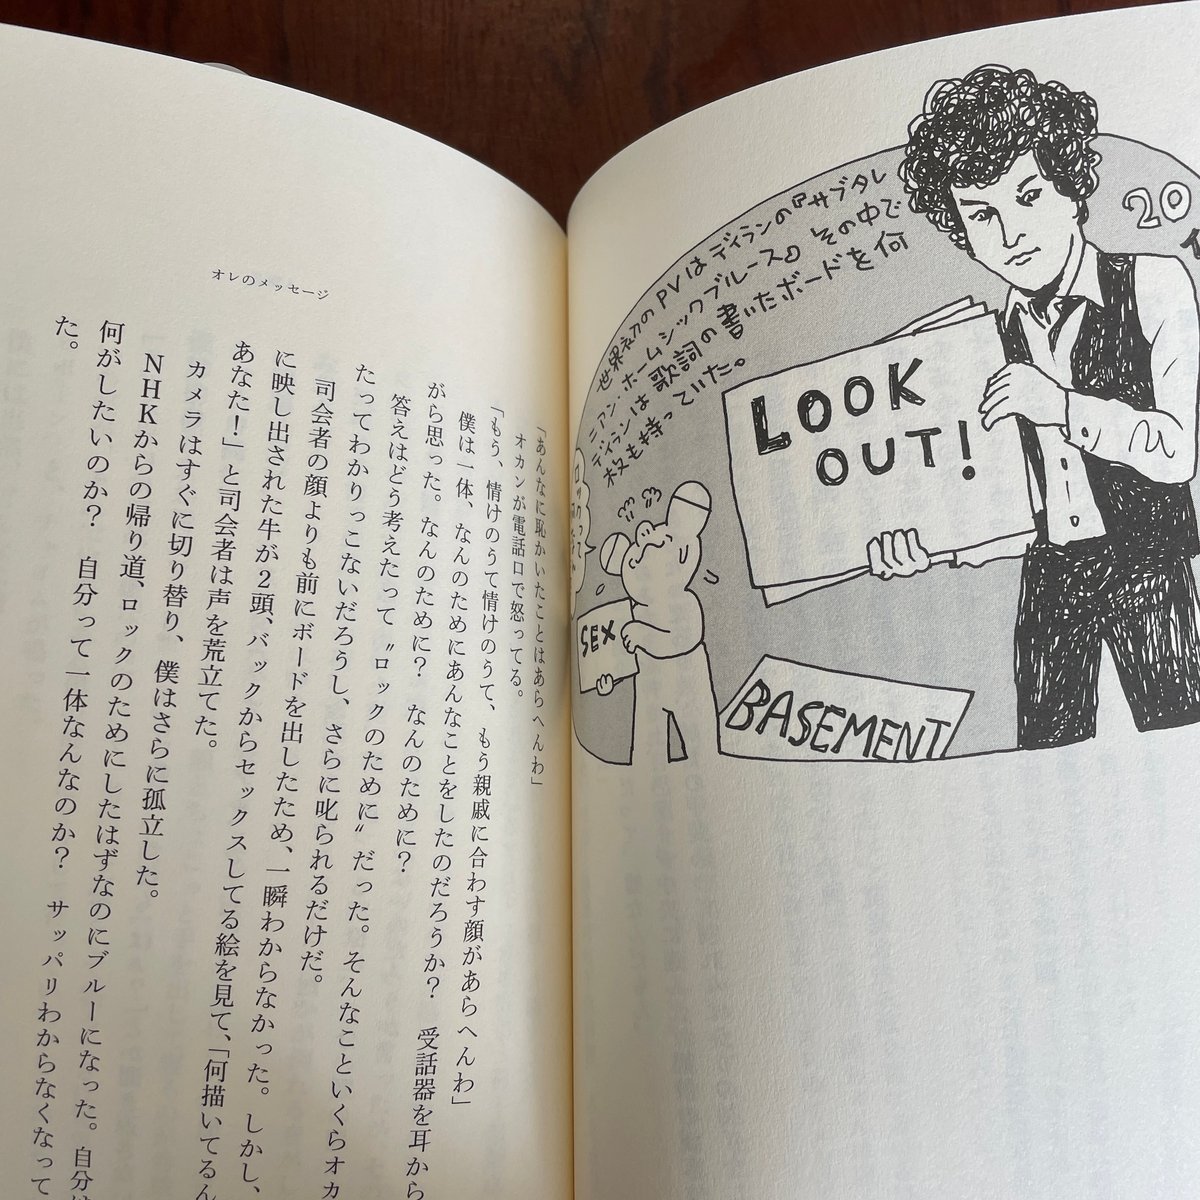 世界初のPVはディランの『サブタレ
ニアン・ホームシックブルース』その中で
ディランは歌詞の書いたボードを何
枚も持っていた。
20
LOOK
OUT!
SEX
BASEMENT
オレのメッセージ
「あんなに恥かいたことはあらへんわ」
オカンが電話口で怒ってる。
「もう、情けのうて情けのうて、もう親戚に合わす顔があらへんわ」
僕は一体、なんのためにあんなことをしたのだろうか？　受話器を耳から
がら思った。なんのために？　なんのために？
答えはどう考えたって〝ロックのために〟だった。そんなこといくらオカ
たってわかりっこないだろうし、さらに叱られるだけだ。
司会者の顔よりも前にボードを出したため、一瞬わからなかった。しかし、
に映し出された牛が2頭、バックからセックスしてる絵を見て、「何描いてるん
あなた！」と司会者は声を荒立てた。
カメラはすぐに切り替り、僕はさらに孤立した。
NHKからの帰り道、ロックのためにしたはずなのにブルーになった。自分は
何がしたいのか？　自分って一体なんなのか？　サッパリわからなくなって
た。